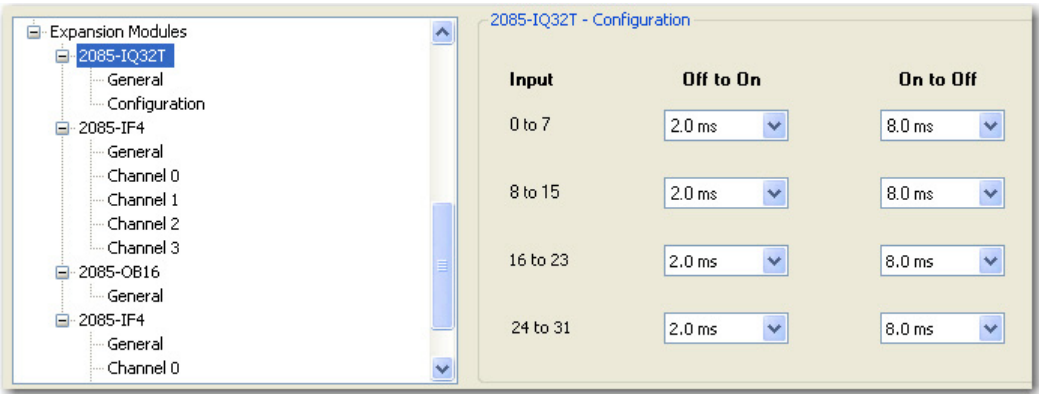 Expansion Modules
2085-IQ32T
General
Configuration
2085-IF4
General
Channel 0
Channel 1
Channel 2
Channel 3
2085-OB16
General
2085-IF4
General
Channel 0
2085-IQ32T - Configuration
Input Off to On On to Off
0 to 7 2.0 ms 8.0 ms
8 to 15 2.0 ms 8.0 ms
16 to 23 2.0 ms 8.0 ms
24 to 31 2.0 ms 8.0 ms